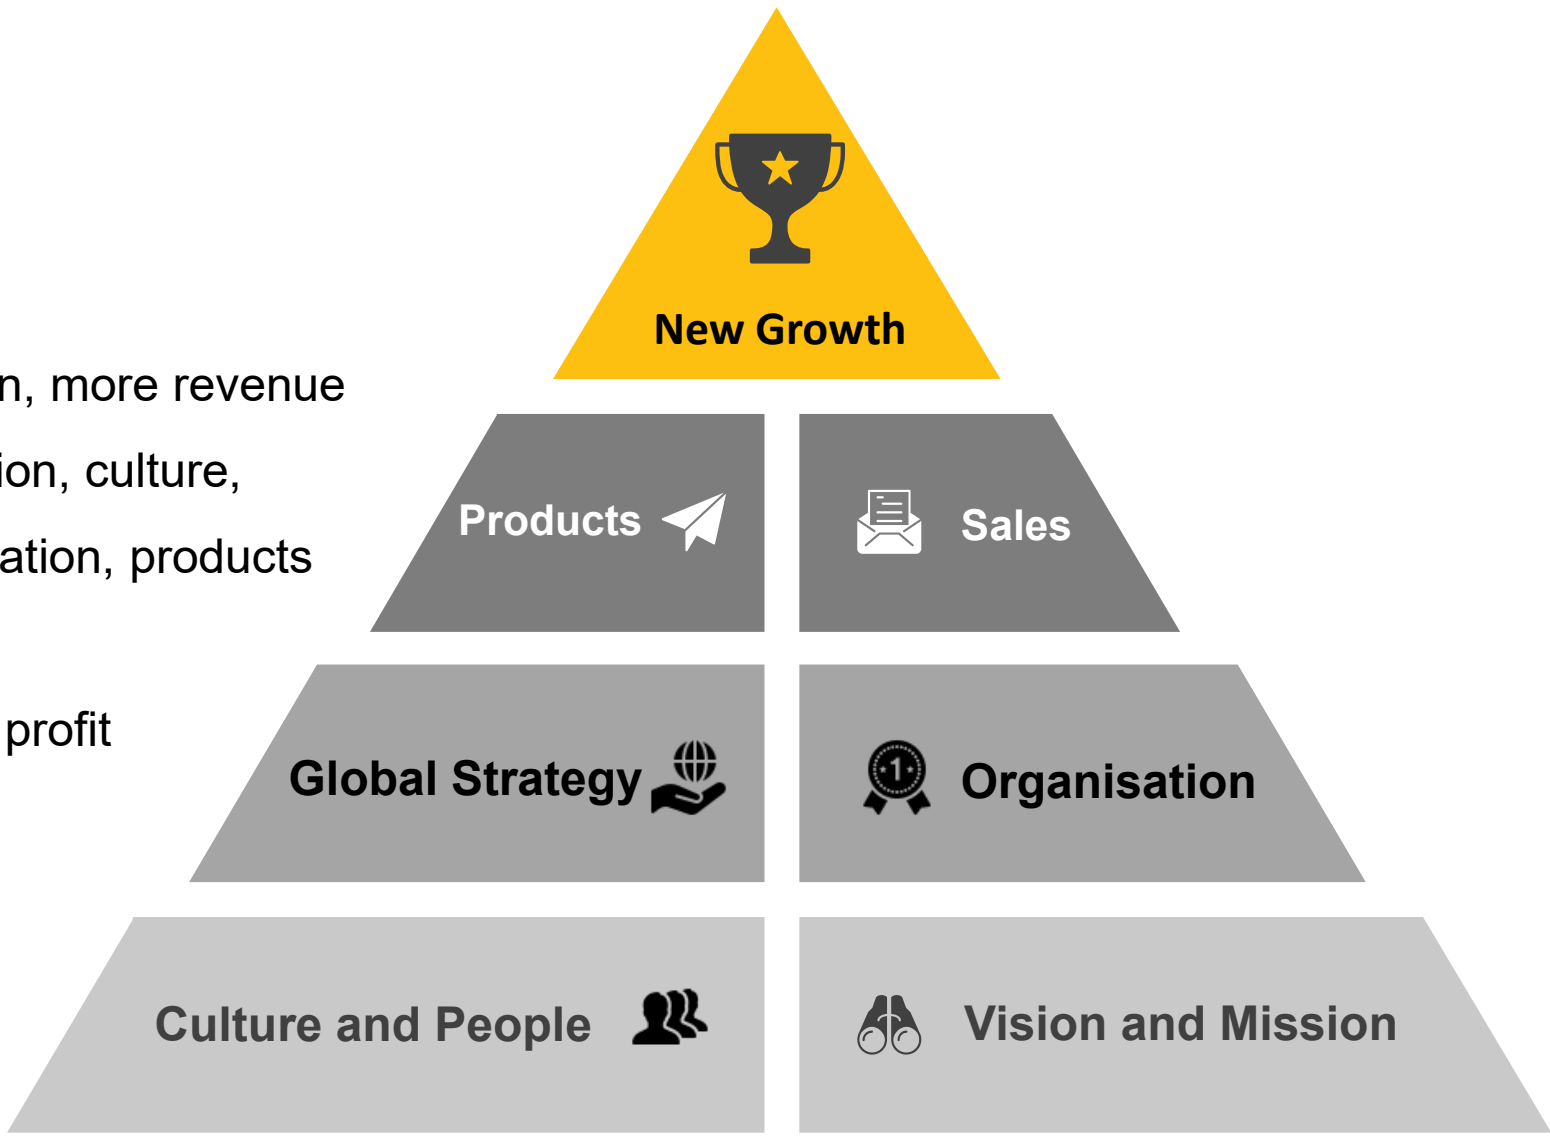 New Growth
n, more revenue
ion, culture,
ation, products
profit
Products
Sales
Global Strategy
1
Organisation
Culture and People
Vision and Mission